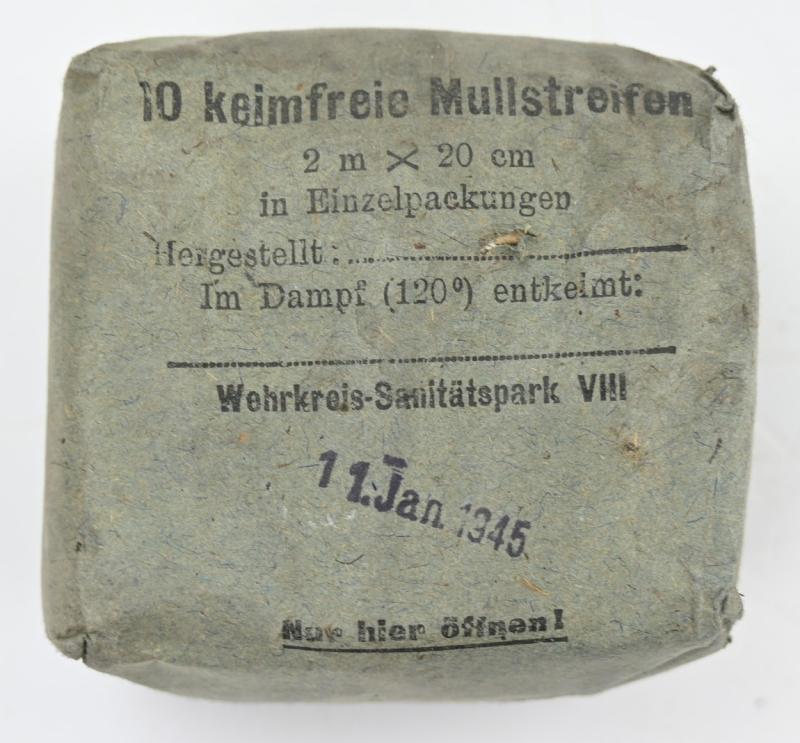 10 keimfreie Mullstreifen
2 m × 20 cm
in Einzelpackungen
Hergestellt:
Im Dampf (120°) entkeimt:
Wehrkreis-Sanitätspark VIII
11. Jan 1945
Nur hier öffnen!